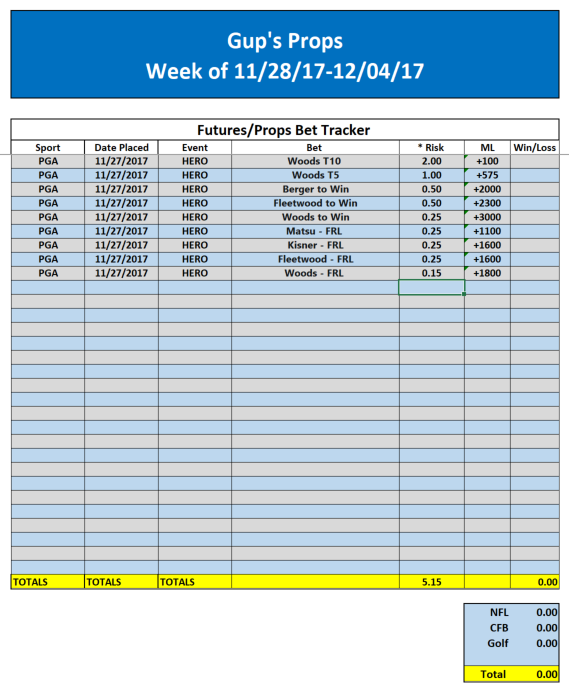 Gup's Props
Week of 11/28/17-12/04/17
Futures/Props Bet Tracker
Sport Date Placed Event Bet * Risk ML Win/Loss
PGA 11/27/2017 HERO Woods T10 2.00 +100
PGA 11/27/2017 HERO Woods T5 1.00 +575
PGA 11/27/2017 HERO Berger to Win 0.50 +2000
PGA 11/27/2017 HERO Fleetwood to Win 0.50 +2300
PGA 11/27/2017 HERO Woods to Win 0.25 +3000
PGA 11/27/2017 HERO Matsu - FRL 0.25 +1100
PGA 11/27/2017 HERO Kisner - FRL 0.25 +1600
PGA 11/27/2017 HERO Fleetwood - FRL 0.25 +1600
PGA 11/27/2017 HERO Woods - FRL 0.15 +1800
TOTALS TOTALS TOTALS 5.15 0.00
NFL 0.00
CFB 0.00
Golf 0.00
Total 0.00